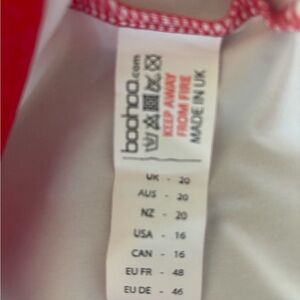 boohoo.com
KEEP AWAY
FROM FIRE
MADE IN UK
UK - 20
AUS - 20
NZ - 20
USA - 16
CAN - 16
EU FR - 48
EU DE - 46